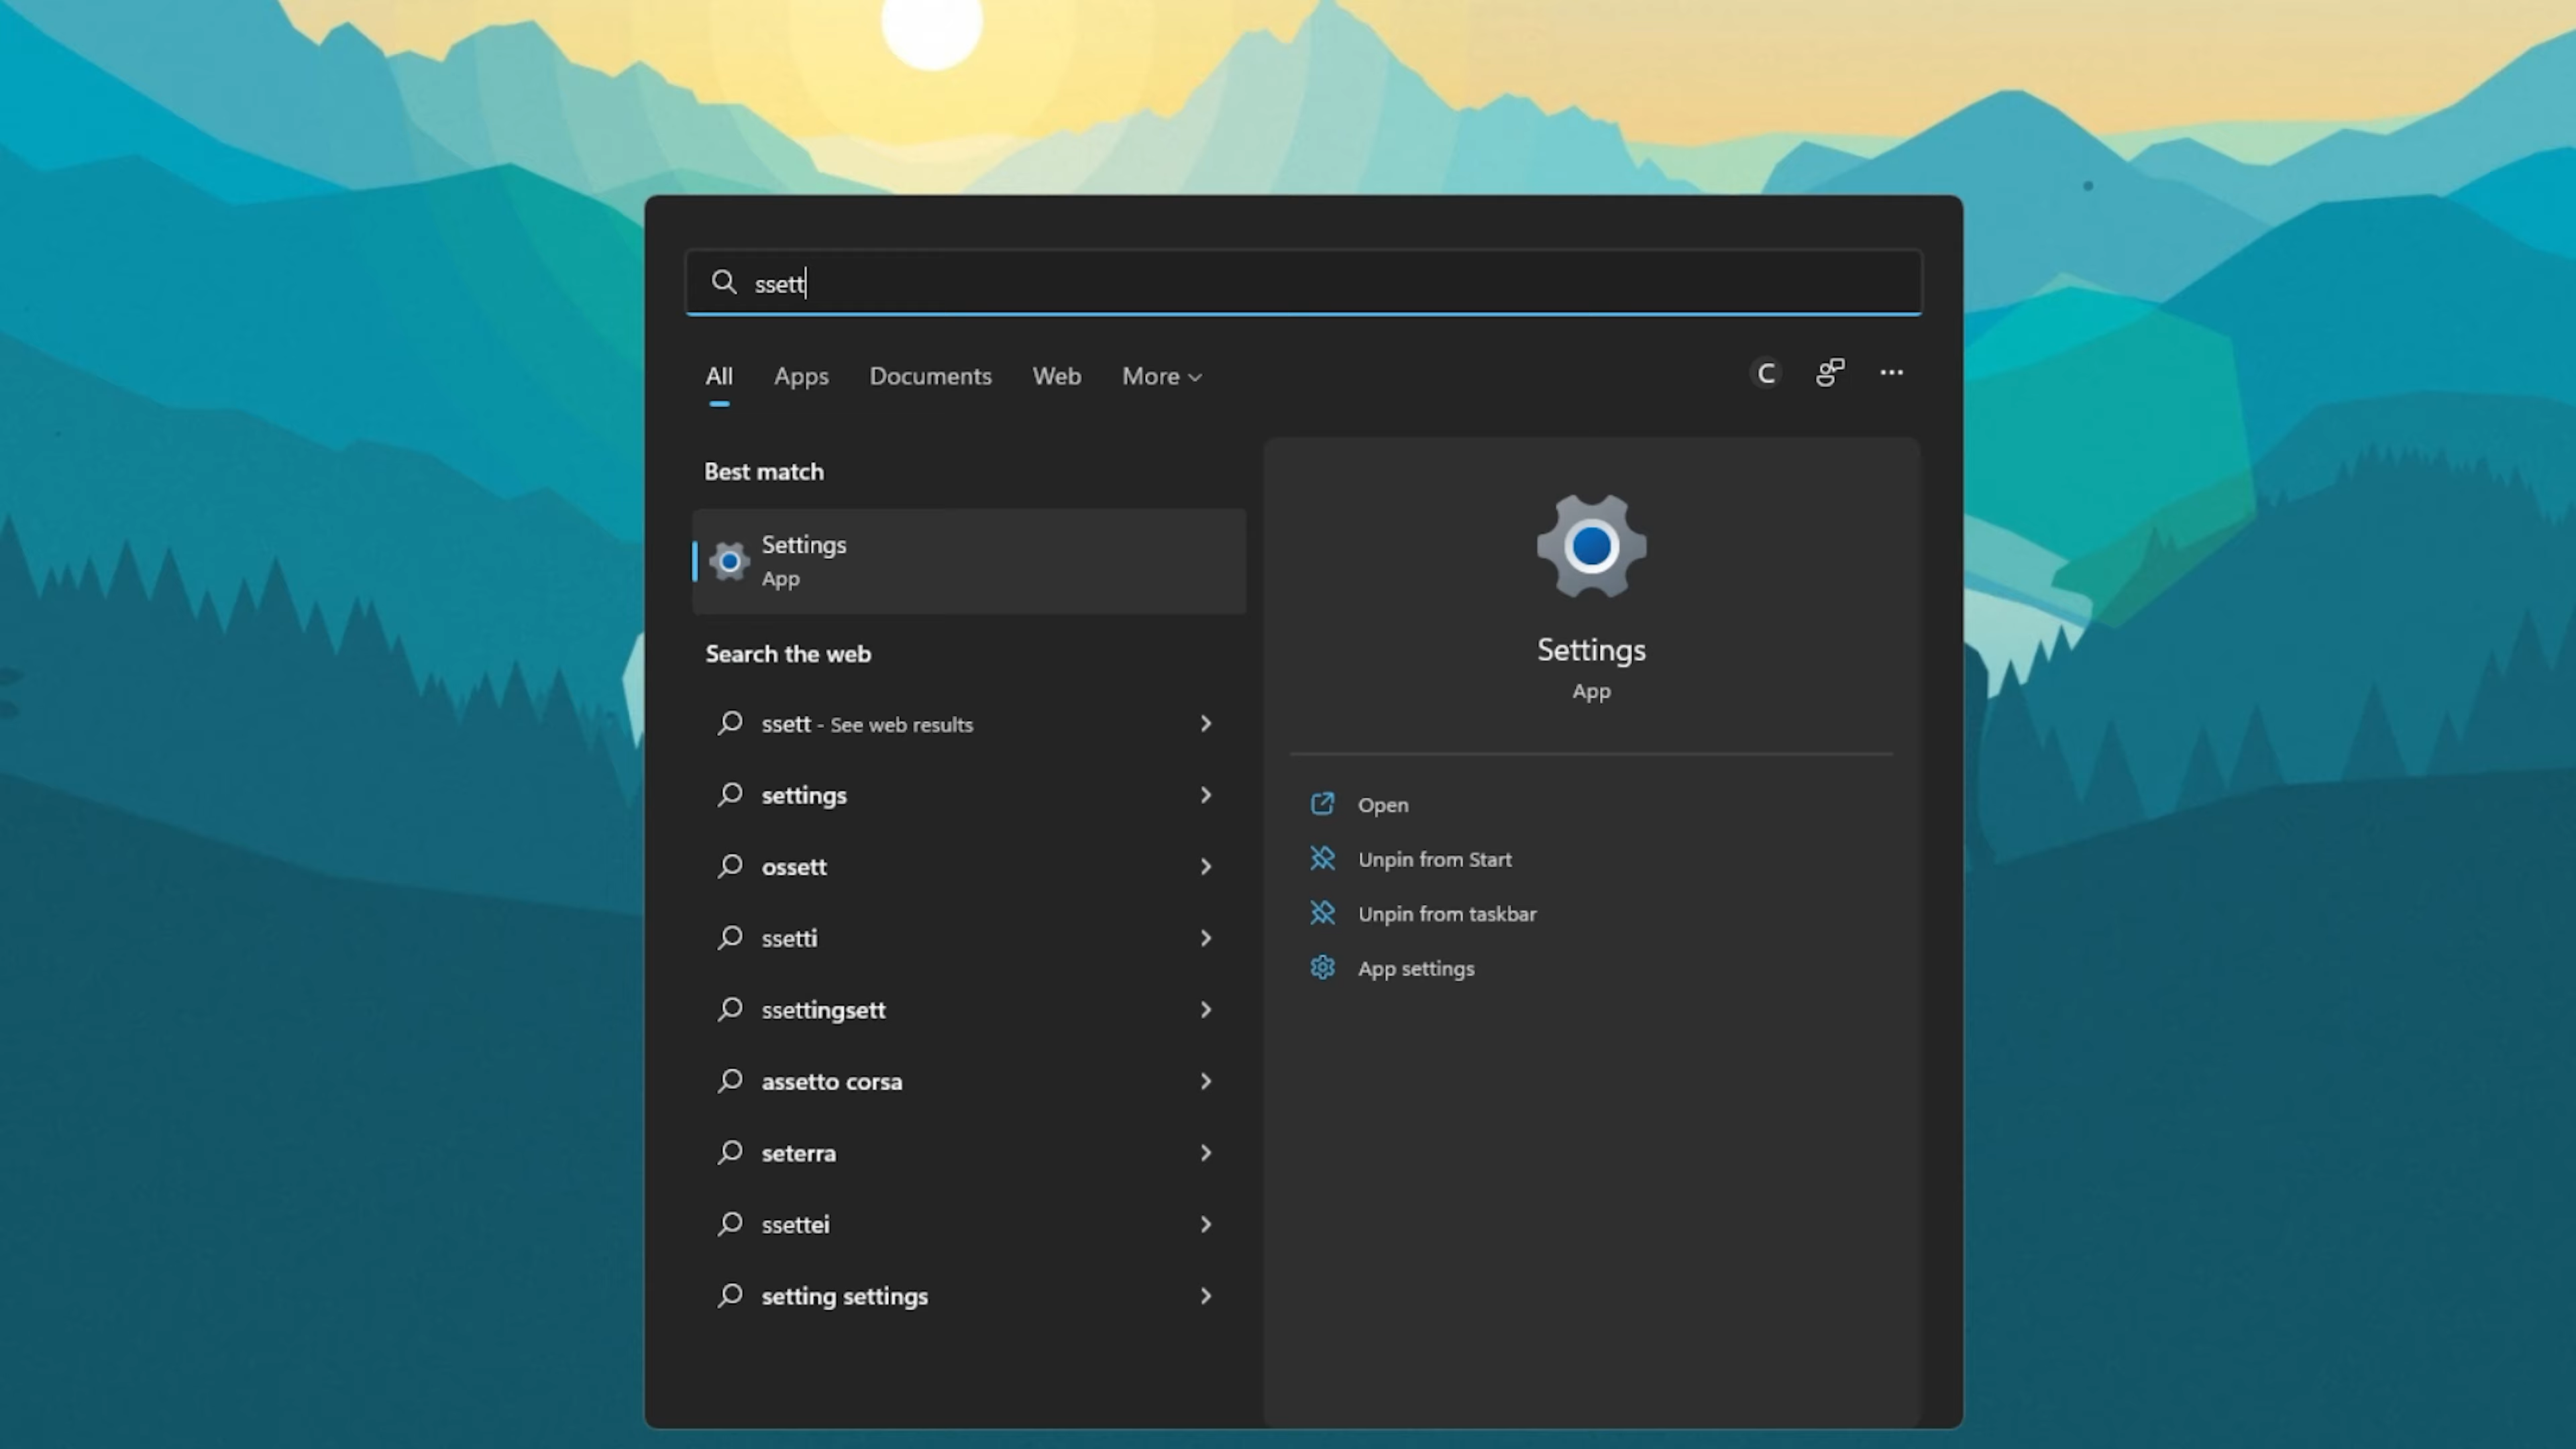 ssett
All Apps Documents Web More
C
Best match
Settings
App
Search the web
ssett - See web results
settings
ossett
ssetti
ssettingsett
assetto corsa
seterra
ssettei
setting settings
Settings
App
Open
Unpin from Start
Unpin from taskbar
App settings